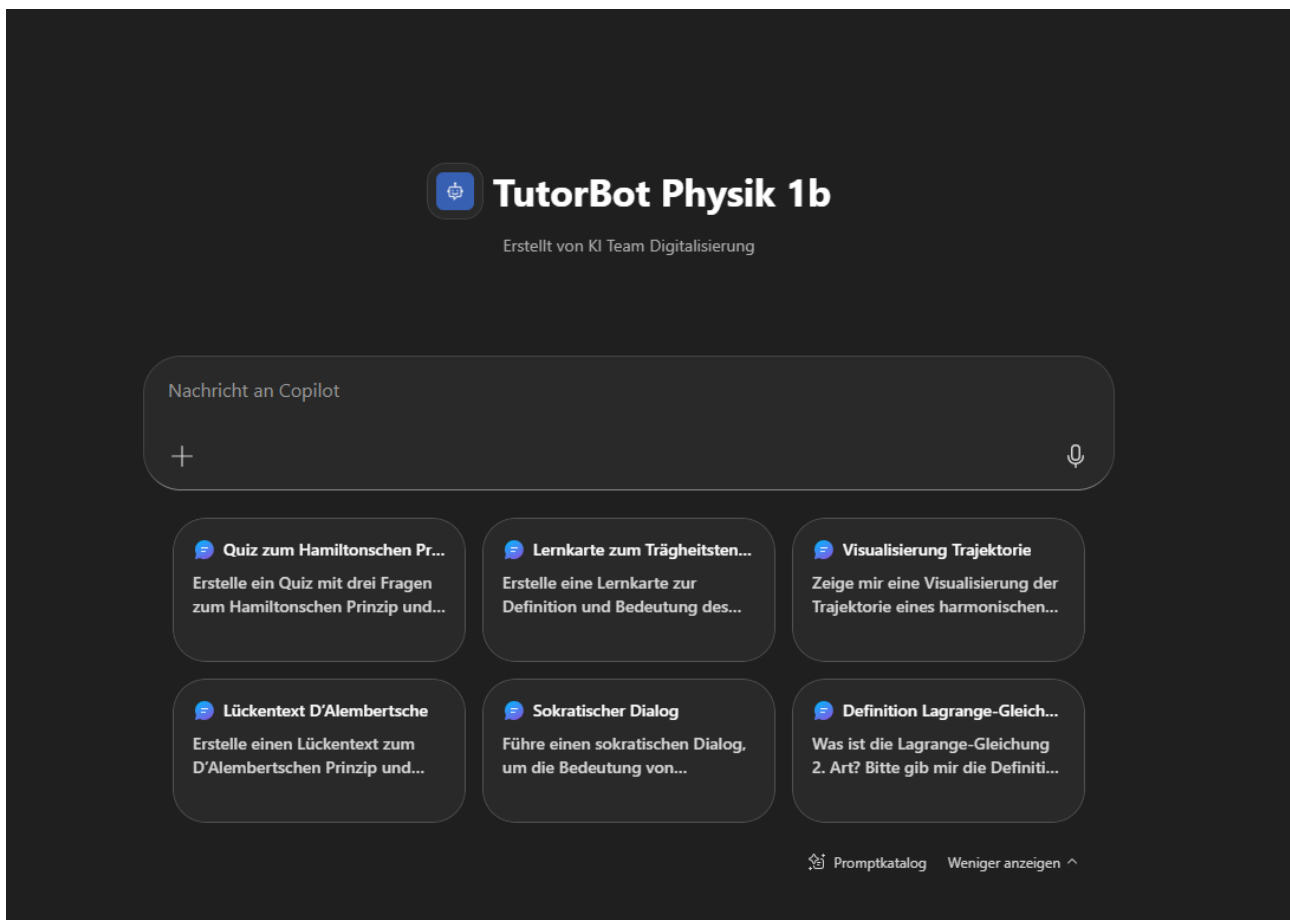 TutorBot Physik 1b
Erstellt von KI Team Digitalisierung
Nachricht an Copilot
Quiz zum Hamiltonschen Pr...
Erstelle ein Quiz mit drei Fragen
zum Hamiltonschen Prinzip und...
Lernkarte zum Trägheitsten...
Erstelle eine Lernkarte zur
Definition und Bedeutung des...
Visualisierung Trajektorie
Zeige mir eine Visualisierung der
Trajektorie eines harmonischen...
Lückentext D’Alembertsche
Erstelle einen Lückentext zum
D’Alembertschen Prinzip und...
Sokratischer Dialog
Führe einen sokratischen Dialog,
um die Bedeutung von...
Definition Lagrange-Gleich...
Was ist die Lagrange-Gleichung
2. Art? Bitte gib mir die Definiti...
Promptkatalog
Weniger anzeigen